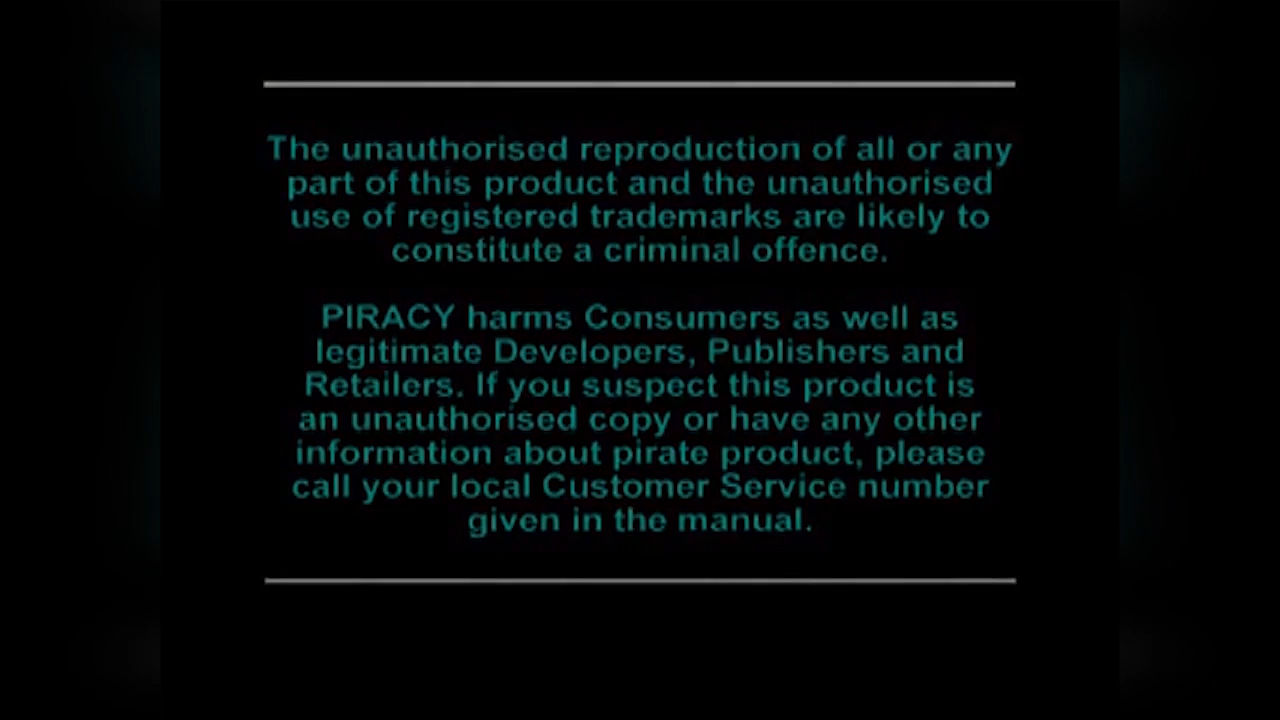 The unauthorised reproduction of all or any
part of this product and the unauthorised
use of registered trademarks are likely to
constitute a criminal offence.
PIRACY harms Consumers as well as
legitimate Developers, Publishers and
Retailers. If you suspect this product is
an unauthorised copy or have any other
information about pirate product, please
call your local Customer Service number
given in the manual.